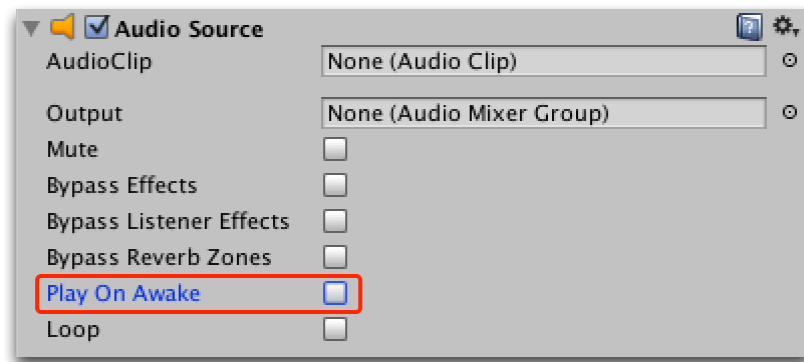 Audio Source
AudioClip None (Audio Clip)
Output None (Audio Mixer Group)
Mute
Bypass Effects
Bypass Listener Effects
Bypass Reverb Zones
Play On Awake
Loop